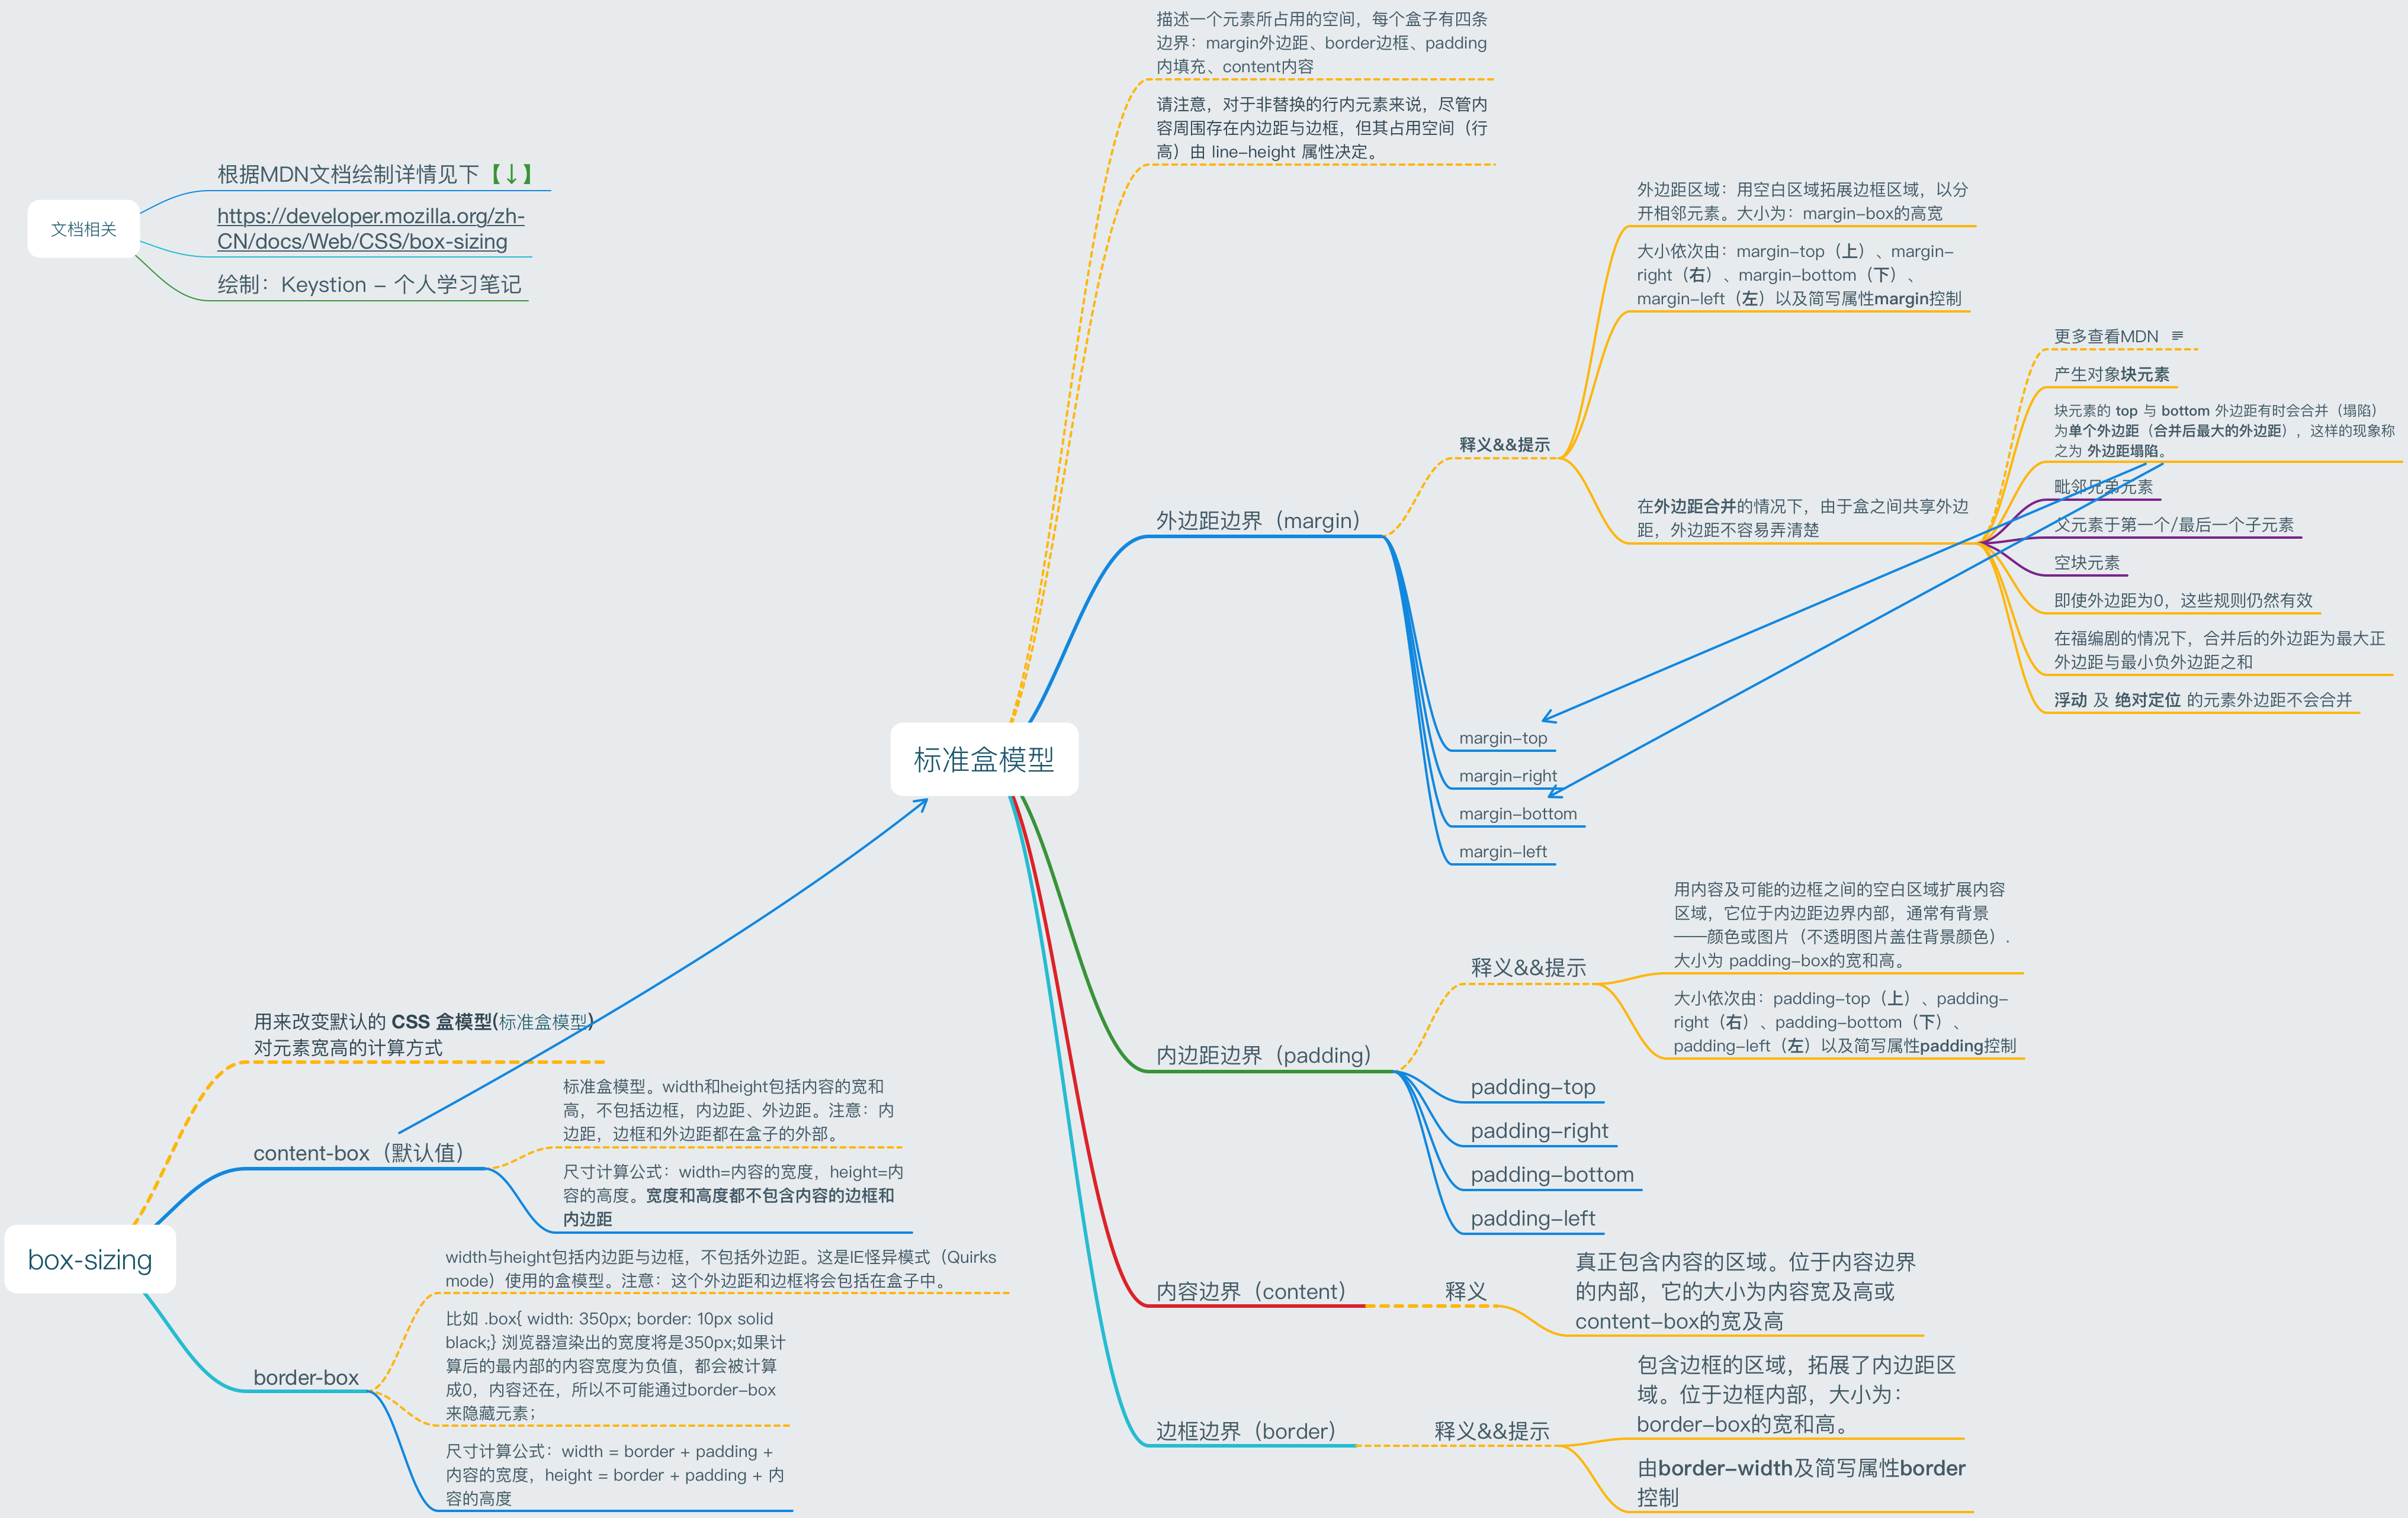 文档相关
根据MDN文档绘制详情见下【↓】
https://developer.mozilla.org/zh-
CN/docs/Web/CSS/box-sizing
绘制：Keystion – 个人学习笔记
标准盒模型
描述一个元素所占用的空间，每个盒子有四条
边界：margin外边距、border边框、padding
内填充、content内容
请注意，对于非替换的行内元素来说，尽管内
容周围存在内边距与边框，但其占用空间（行
高）由 line-height 属性决定。
外边距边界（margin）
释义&&提示
外边距区域：用空白区域拓展边框区域，以分
开相邻元素。大小为：margin-box的高宽
大小依次由：margin-top（上）、margin-
right（右）、margin-bottom（下）、
margin-left（左）以及简写属性margin控制
在外边距合并的情况下，由于盒之间共享外边
距，外边距不容易弄清楚
更多查看MDN
产生对象块元素
块元素的 top 与 bottom 外边距有时会合并（塌陷）
为单个外边距（合并后最大的外边距），这样的现象称
之为 外边距塌陷。
毗邻兄弟元素
父元素于第一个/最后一个子元素
空块元素
即使外边距为0，这些规则仍然有效
在福编剧的情况下，合并后的外边距为最大正
外边距与最小负外边距之和
浮动 及 绝对定位 的元素外边距不会合并
margin-top
margin-right
margin-bottom
margin-left
内边距边界（padding）
释义&&提示
用内容及可能的边框之间的空白区域扩展内容
区域，它位于内边距边界内部，通常有背景
——颜色或图片（不透明图片盖住背景颜色）.
大小为 padding-box的宽和高。
大小依次由：padding-top（上）、padding-
right（右）、padding-bottom（下）、
padding-left（左）以及简写属性padding控制
padding-top
padding-right
padding-bottom
padding-left
内容边界（content）
释义
真正包含内容的区域。位于内容边界
的内部，它的大小为内容宽及高或
content-box的宽及高
边框边界（border）
释义&&提示
包含边框的区域，拓展了内边距区
域。位于边框内部，大小为：
border-box的宽和高。
由border-width及简写属性border
控制
box-sizing
用来改变默认的 CSS 盒模型(标准盒模型)
对元素宽高的计算方式
content-box（默认值）
标准盒模型。width和height包括内容的宽和
高，不包括边框，内边距、外边距。注意：内
边距，边框和外边距都在盒子的外部。
尺寸计算公式：width=内容的宽度，height=内
容的高度。宽度和高度都不包含内容的边框和
内边距
border-box
width与height包括内边距与边框，不包括外边距。这是IE怪异模式（Quirks
mode）使用的盒模型。注意：这个外边距和边框将会包括在盒子中。
比如 .box{ width: 350px; border: 10px solid
black;} 浏览器渲染出的宽度将是350px;如果计
算后的最内部的内容宽度为负值，都会被计算
成0，内容还在，所以不可能通过border-box
来隐藏元素；
尺寸计算公式：width = border + padding +
内容的宽度，height = border + padding + 内
容的高度